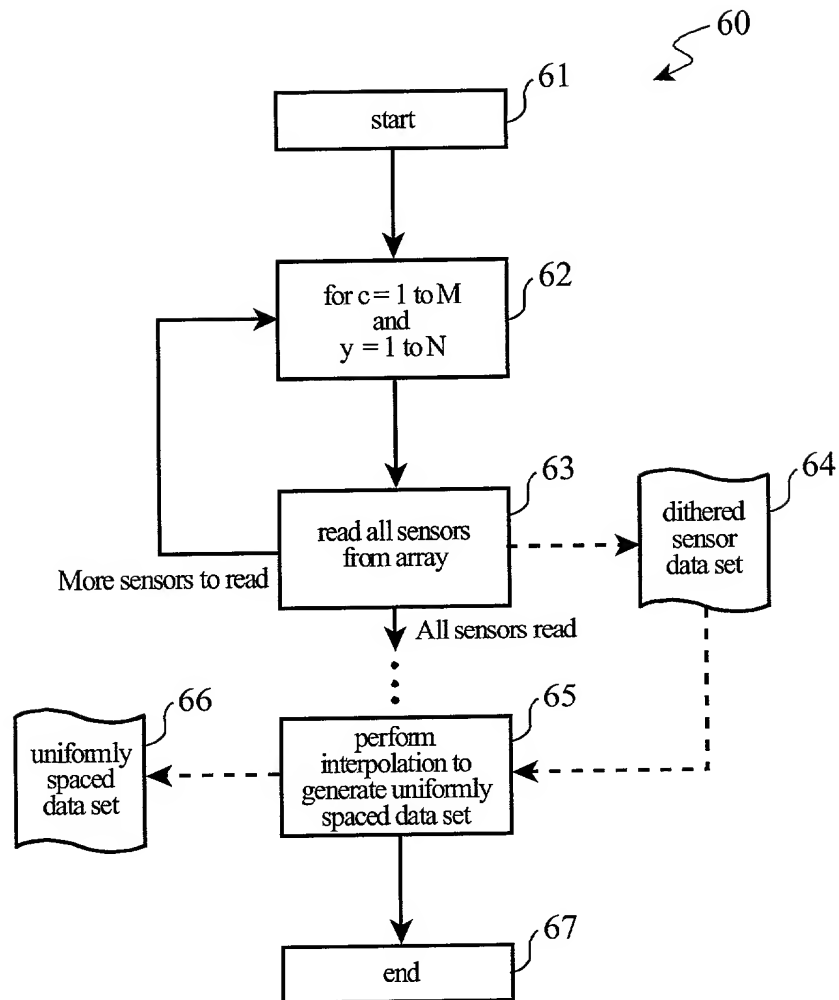 60
61
start
62
for c = 1 to M
and
y = 1 to N
63
64
read all sensors
from array
dithered
sensor
data set
More sensors to read
All sensors read
65
66
perform
interpolation to
generate uniformly
spaced data set
uniformly
spaced
data set
67
end